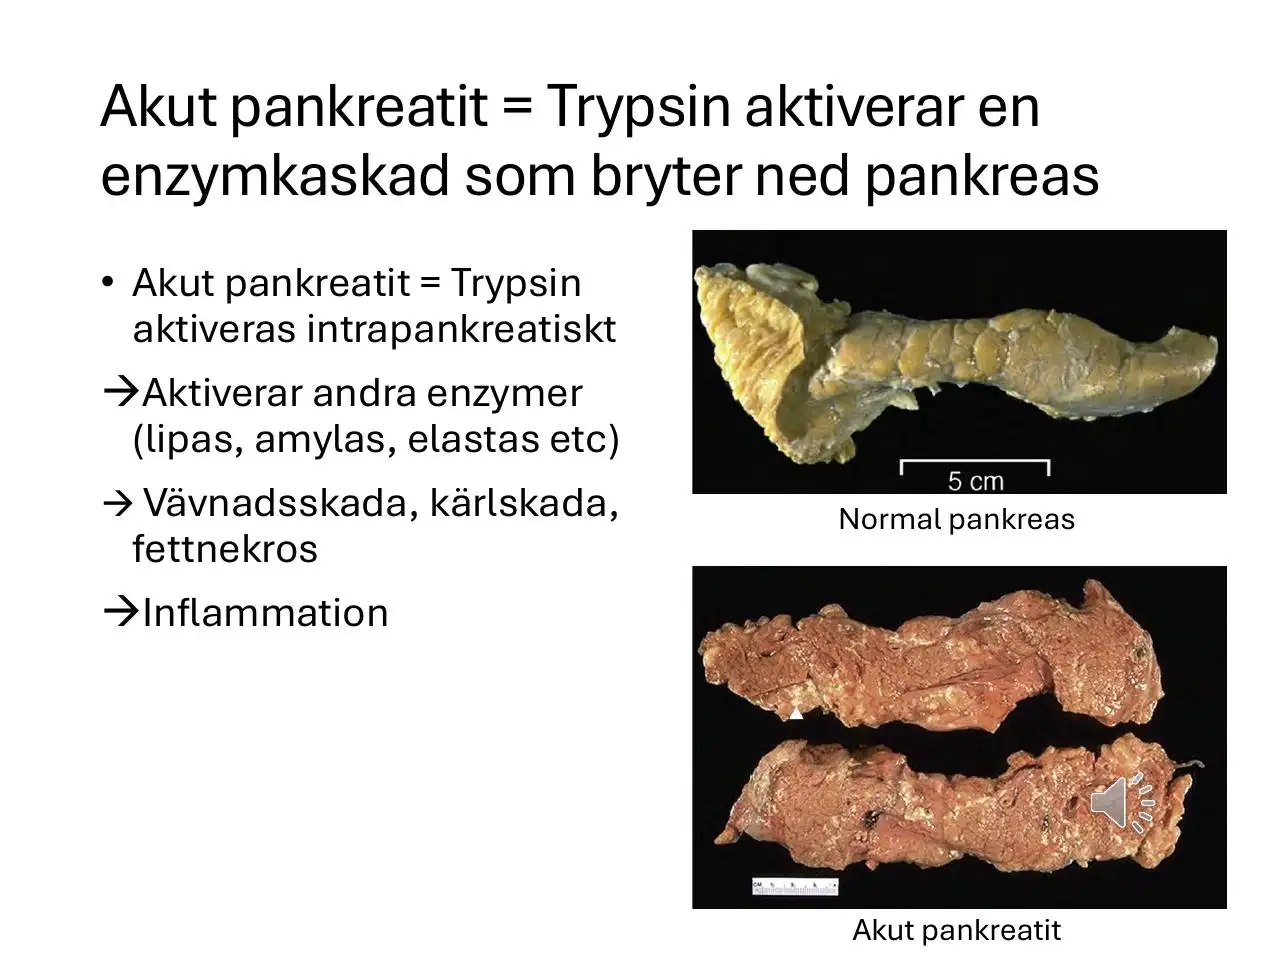 Akut pankreatit = Trypsin aktiverar en
enzymkaskad som bryter ned pankreas
• Akut pankreatit = Trypsin
aktiveras intrapankreatiskt
→Aktiverar andra enzymer
(lipas, amylas, elastas etc)
→ Vävnadsskada, kärlskada,
fettnekros
→Inflammation
5 cm
Normal pankreas
CM
Akut pankreatit